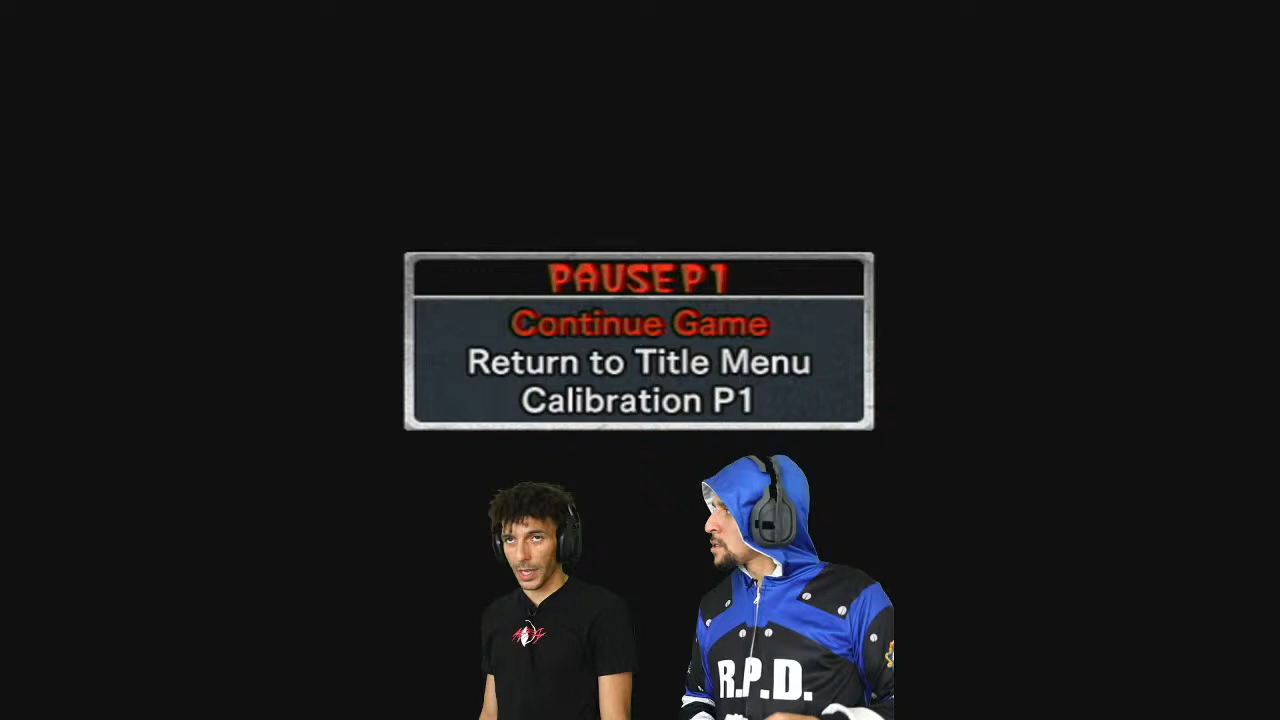 PAUSE P1
Continue Game
Return to Title Menu
Calibration P1
R.P.D.